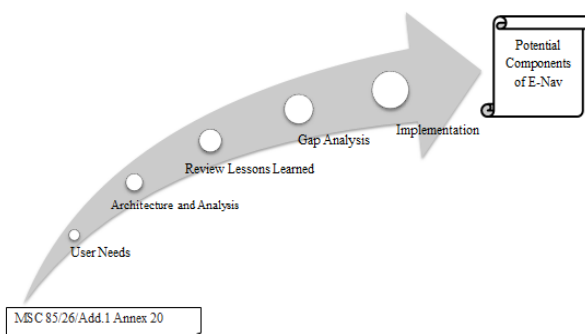 Potential
Components
of E-Nav
Implementation
Gap Analysis
Review Lessons Learned
Architecture and Analysis
User Needs
MSC 85/26/Add.1 Annex 20